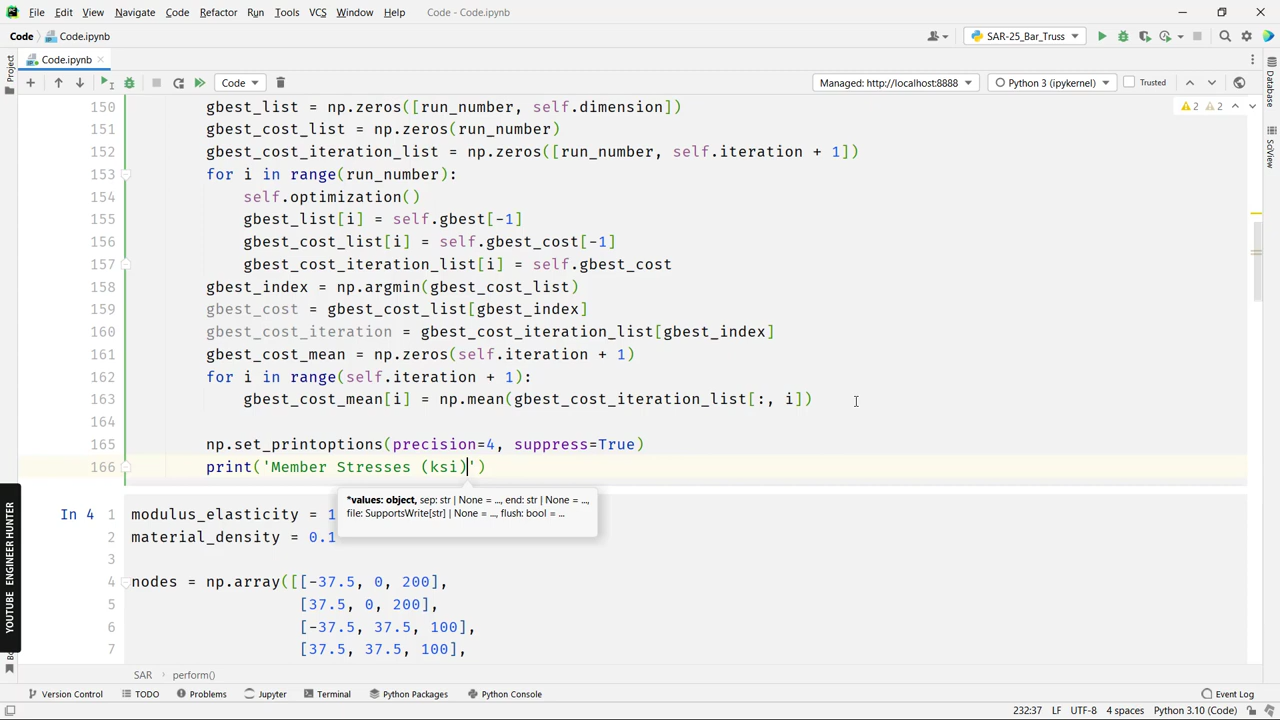 File Edit View Navigate Code Refactor Run Tools VCS Window Help Code - Code.ipynb
Code Code.ipynb SAR-25_Bar_Truss
Code.ipynb
Code Managed: http://localhost:8888 Python 3 (ipykernel) Trusted
Project
Database
SciView
2 2
150 gbest_list = np.zeros([run_number, self.dimension])
151 gbest_cost_list = np.zeros(run_number)
152 gbest_cost_iteration_list = np.zeros([run_number, self.iteration + 1])
153 for i in range(run_number):
154 self.optimization()
155 gbest_list[i] = self.gbest[-1]
156 gbest_cost_list[i] = self.gbest_cost[-1]
157 gbest_cost_iteration_list[i] = self.gbest_cost
158 gbest_index = np.argmin(gbest_cost_list)
159 gbest_cost = gbest_cost_list[gbest_index]
160 gbest_cost_iteration = gbest_cost_iteration_list[gbest_index]
161 gbest_cost_mean = np.zeros(self.iteration + 1)
162 for i in range(self.iteration + 1):
163 gbest_cost_mean[i] = np.mean(gbest_cost_iteration_list[:, i])
164
165 np.set_printoptions(precision=4, suppress=True)
166 print('Member Stresses (ksi)')
*values: object, sep: str | None = ..., end: str | None = ...,
file: SupportsWrite[str] | None = ..., flush: bool = ...
In 4 1 modulus_elasticity = 1
2 material_density = 0.1
3
4 nodes = np.array([[-37.5, 0, 200],
5 [37.5, 0, 200],
6 [-37.5, 37.5, 100],
7 [37.5, 37.5, 100],
YOUTUBE ENGINEER HUNTER
SAR perform()
Version Control TODO Problems Jupyter Terminal Python Packages Python Console Event Log
232:37 LF UTF-8 4 spaces Python 3.10 (Code)